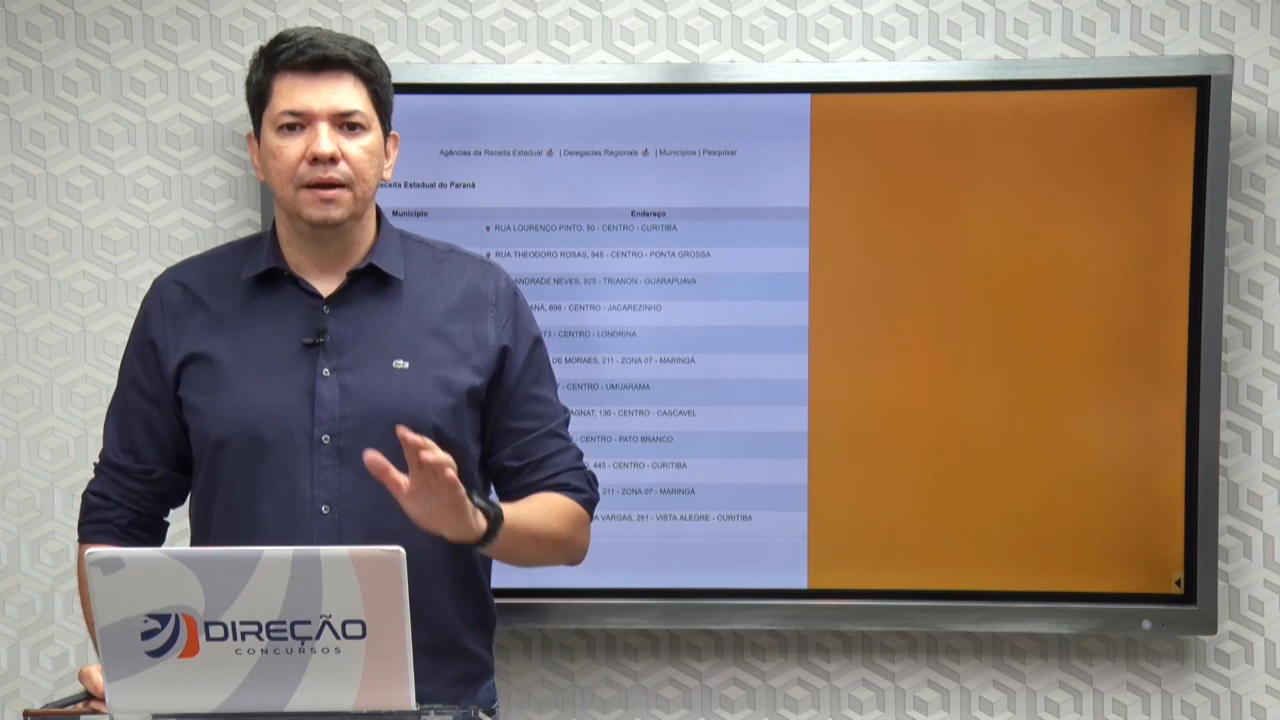 Agências da Receita Estadual | Delegacias Regionais | Municípios | Pesquisar
Receita Estadual do Paraná
Município Endereço
RUA LOURENÇO PINTO, 50 - CENTRO - CURITIBA
RUA THEODORO ROSAS, 945 - CENTRO - PONTA GROSSA
ANDRADE NEVES, 925 - TRIANON - GUARAPUAVA
698 - CENTRO - JACAREZINHO
273 - CENTRO - LONDRINA
DE MORAES, 211 - ZONA 07 - MARINGÁ
- CENTRO - UMUARAMA
AGNAT, 130 - CENTRO - CASCAVEL
- CENTRO - PATO BRANCO
445 - CENTRO - CURITIBA
211 - ZONA 07 - MARINGÁ
VARGAS, 261 - VISTA ALEGRE - CURITIBA
DIREÇÃO
CONCURSOS